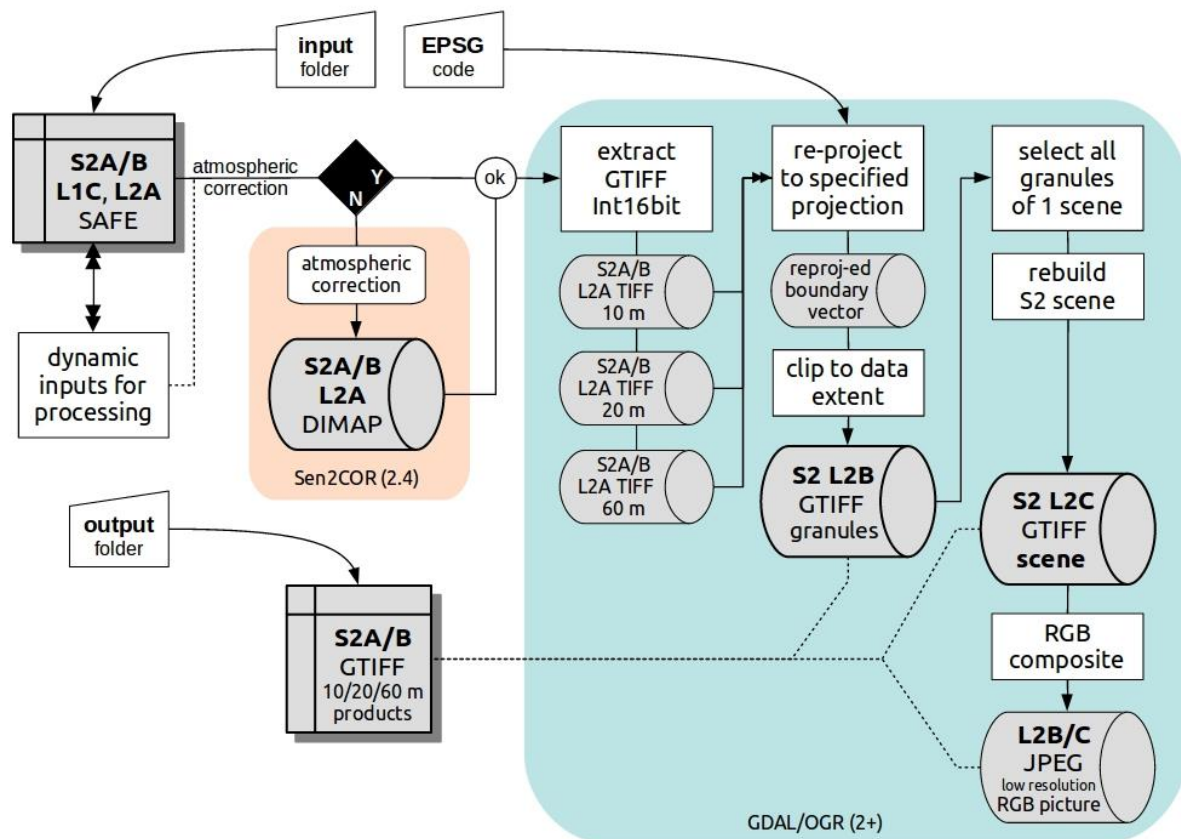 input
folder
EPSG
code
S2A/B
L1C, L2A
SAFE
atmospheric
correction
Y
N
ok
extract
GTIFF
Int16bit
re-project
to specified
projection
select all
granules
of 1 scene
atmospheric
correction
S2A/B
L2A TIFF
10 m
reproj-ed
boundary
vector
rebuild
S2 scene
dynamic
inputs for
processing
S2A/B
L2A
DIMAP
S2A/B
L2A TIFF
20 m
clip to data
extent
Sen2COR (2.4)
S2A/B
L2A TIFF
60 m
S2 L2B
GTIFF
granules
S2 L2C
GTIFF
scene
output
folder
S2A/B
GTIFF
10/20/60 m
products
RGB
composite
L2B/C
JPEG
low resolution
RGB picture
GDAL/OGR (2+)